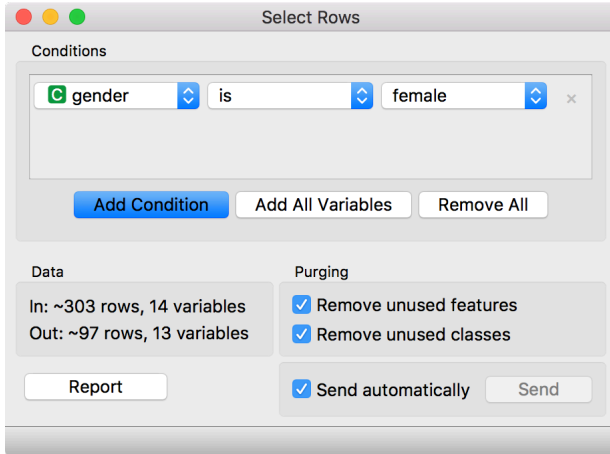 Select Rows
Conditions
C gender is female ×
Add Condition Add All Variables Remove All
Data Purging
In: ~303 rows, 14 variables Remove unused features
Out: ~97 rows, 13 variables Remove unused classes
Report Send automatically Send